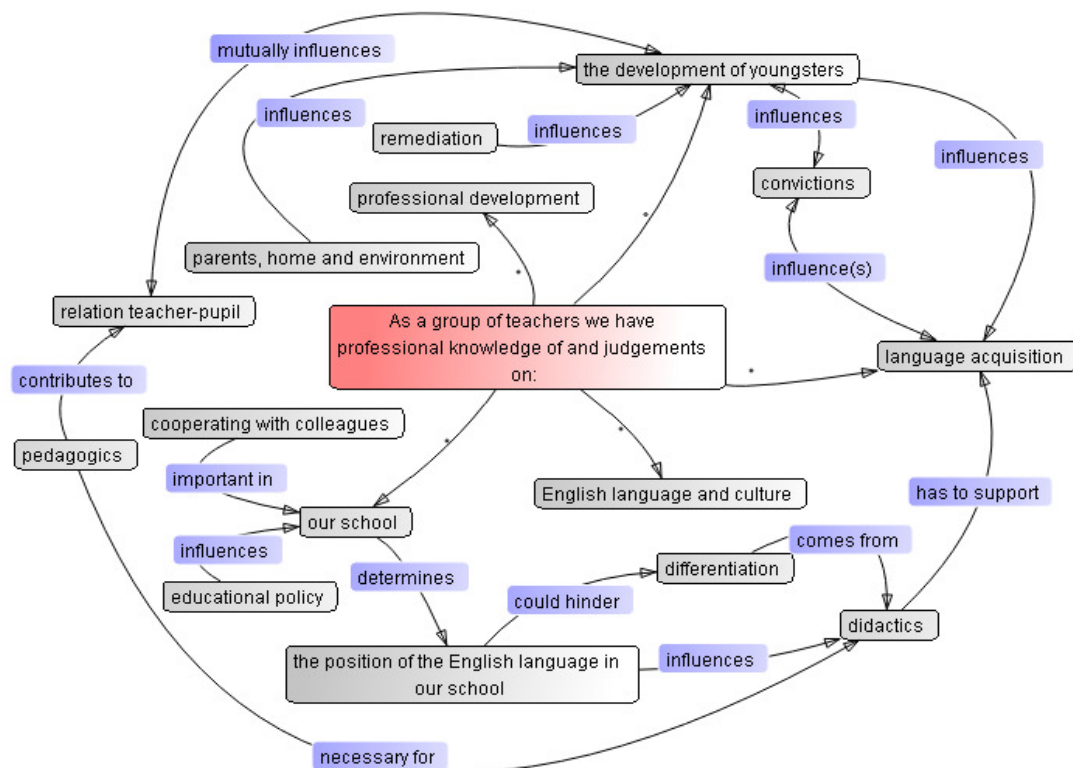 mutually influences
the development of youngsters
influences
remediation
influences
influences
influences
professional development
convictions
parents, home and environment
influence(s)
relation teacher-pupil
As a group of teachers we have
professional knowledge of and judgements
on:
language acquisition
contributes to
cooperating with colleagues
pedagogics
important in
English language and culture
has to support
our school
influences
comes from
educational policy
determines
could hinder
differentiation
didactics
the position of the English language in
our school
influences
necessary for